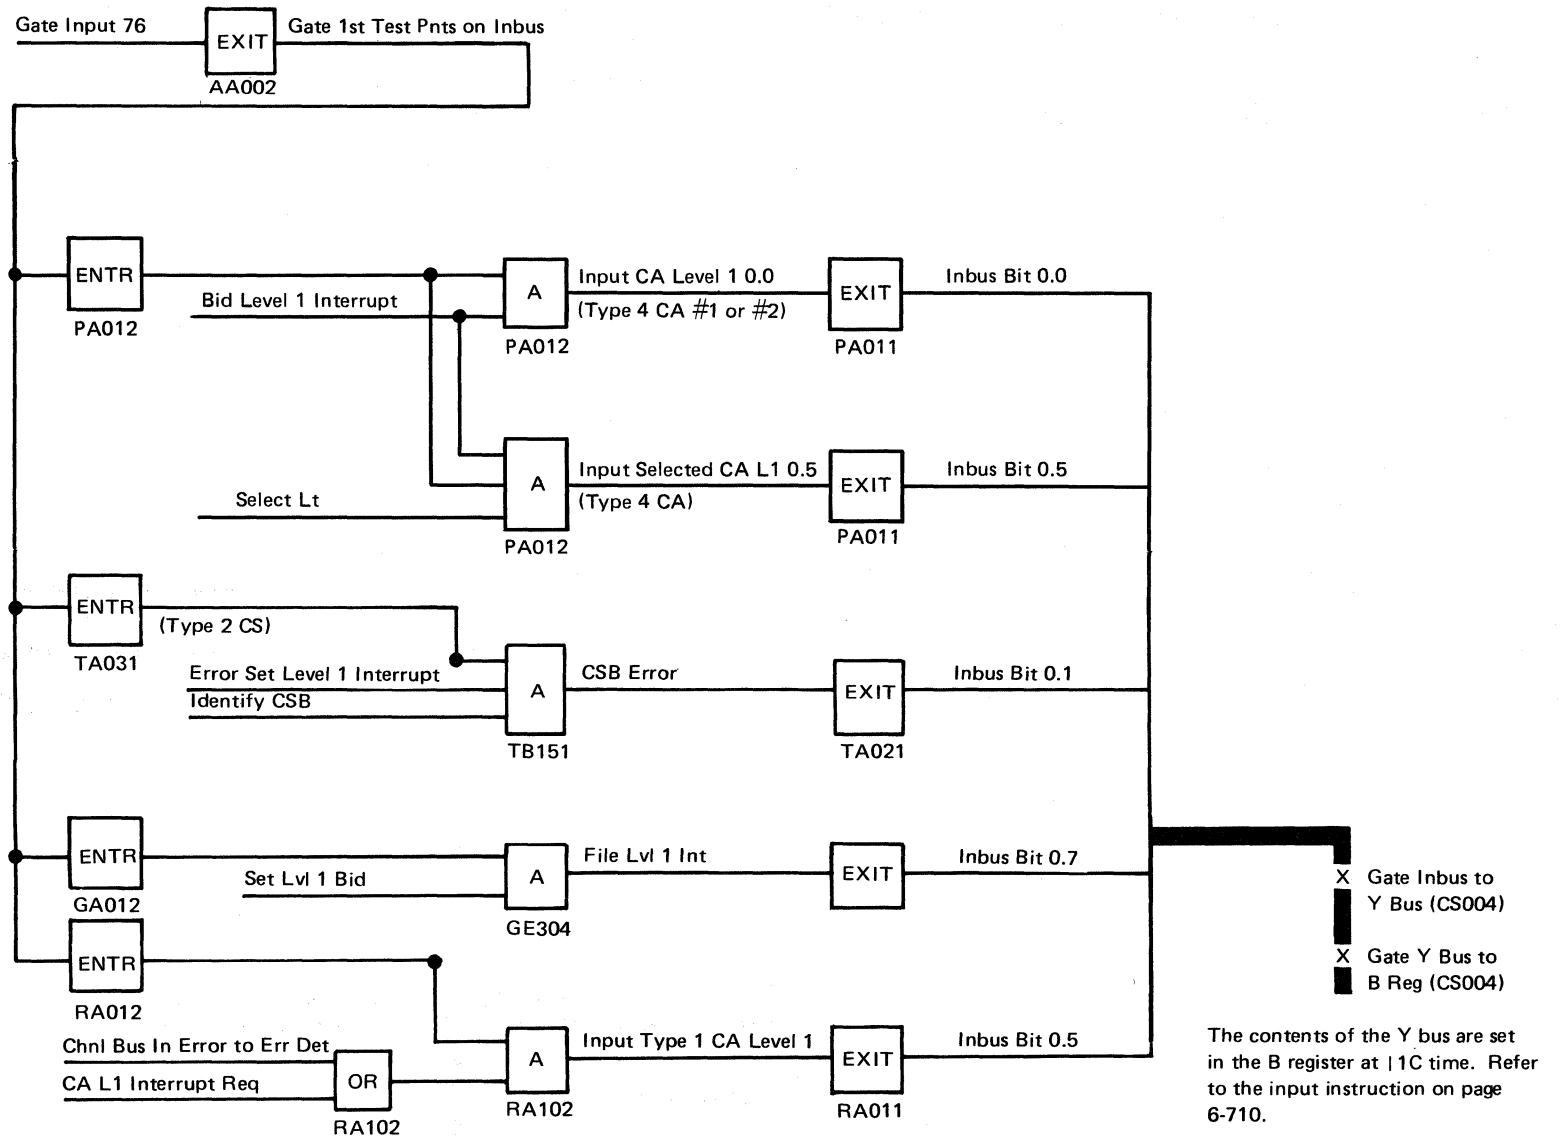 Gate Input 76
EXIT
Gate 1st Test Pnts on Inbus
AA002
ENTR
PA012
Bid Level 1 Interrupt
A
PA012
Input CA Level 1 0.0
(Type 4 CA #1 or #2)
EXIT
PA011
Inbus Bit 0.0
Select Lt
A
PA012
Input Selected CA L1 0.5
(Type 4 CA)
EXIT
PA011
Inbus Bit 0.5
ENTR
TA031
(Type 2 CS)
Error Set Level 1 Interrupt
Identify CSB
A
TB151
CSB Error
EXIT
TA021
Inbus Bit 0.1
ENTR
GA012
Set Lvl 1 Bid
A
GE304
File Lvl 1 Int
EXIT
Inbus Bit 0.7
ENTR
RA012
Chnl Bus In Error to Err Det
CA L1 Interrupt Req
OR
RA102
A
RA102
Input Type 1 CA Level 1
EXIT
RA011
Inbus Bit 0.5
X Gate Inbus to
Y Bus (CS004)
X Gate Y Bus to
B Reg (CS004)
The contents of the Y bus are set
in the B register at |1C time. Refer
to the input instruction on page
6-710.